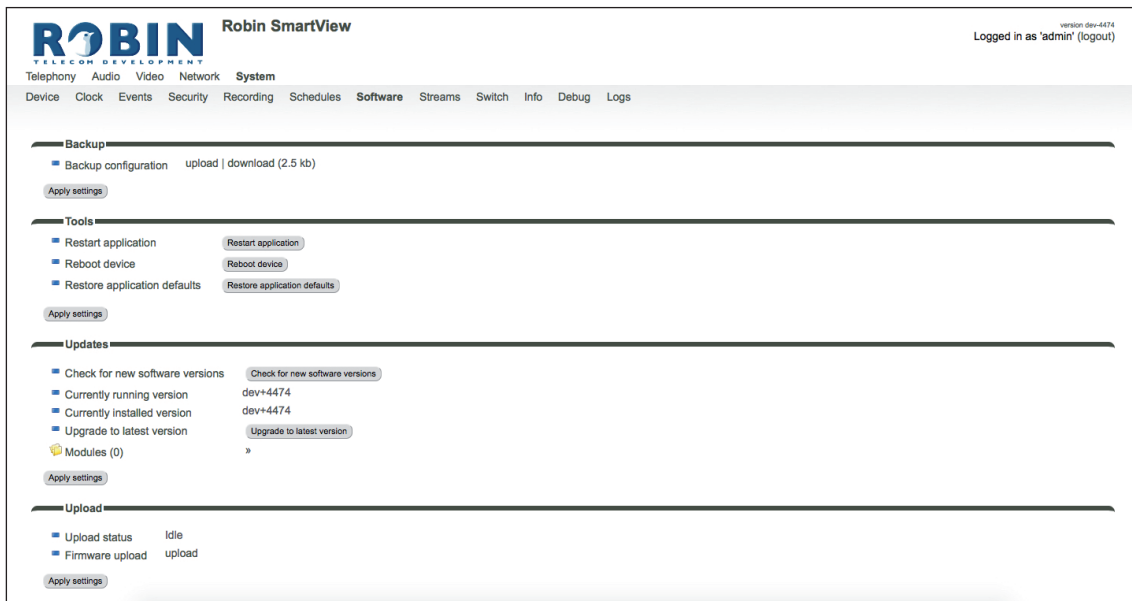 ROBIN
TELECOM DEVELOPMENT
Robin SmartView
version dev-4474
Logged in as 'admin' (logout)
Telephony Audio Video Network System
Device Clock Events Security Recording Schedules Software Streams Switch Info Debug Logs
Backup
Backup configuration upload | download (2.5 kb)
Apply settings
Tools
Restart application Restart application
Reboot device Reboot device
Restore application defaults Restore application defaults
Apply settings
Updates
Check for new software versions Check for new software versions
Currently running version dev+4474
Currently installed version dev+4474
Upgrade to latest version Upgrade to latest version
Modules (0) »
Apply settings
Upload
Upload status Idle
Firmware upload upload
Apply settings